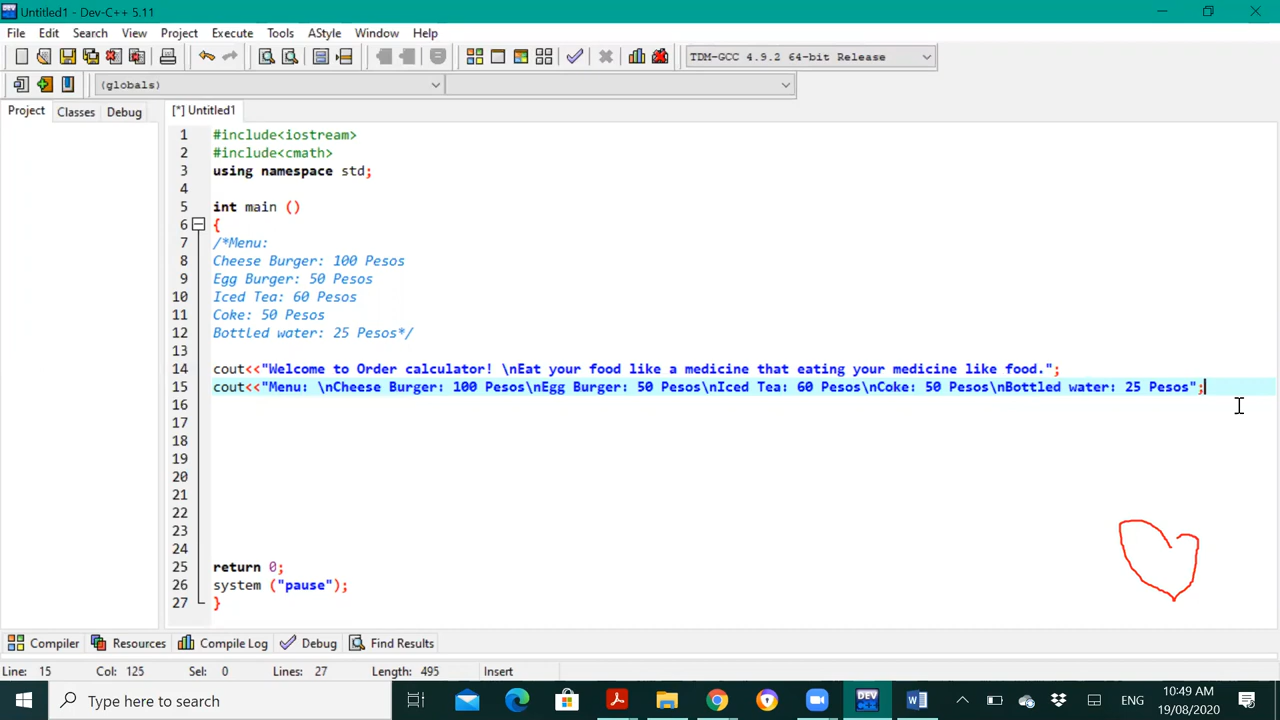 Untitled1 - Dev-C++ 5.11
File Edit Search View Project Execute Tools AStyle Window Help
TDM-GCC 4.9.2 64-bit Release
(globals)
Project Classes Debug [*] Untitled1
1 #include<iostream>
2 #include<cmath>
3 using namespace std;
4
5 int main ()
6 {
7 /*Menu:
8 Cheese Burger: 100 Pesos
9 Egg Burger: 50 Pesos
10 Iced Tea: 60 Pesos
11 Coke: 50 Pesos
12 Bottled water: 25 Pesos*/
13
14 cout<<"Welcome to Order calculator! \nEat your food like a medicine that eating your medicine like food.";
15 cout<<"Menu: \nCheese Burger: 100 Pesos\nEgg Burger: 50 Pesos\nIced Tea: 60 Pesos\nCoke: 50 Pesos\nBottled water: 25 Pesos";
16
17
18
19
20
21
22
23
24
25 return 0;
26 system ("pause");
27 }
Compiler Resources Compile Log Debug Find Results
Line: 15 Col: 125 Sel: 0 Lines: 27 Length: 495 Insert
Type here to search DEV C++ W ENG 10:49 AM
19/08/2020